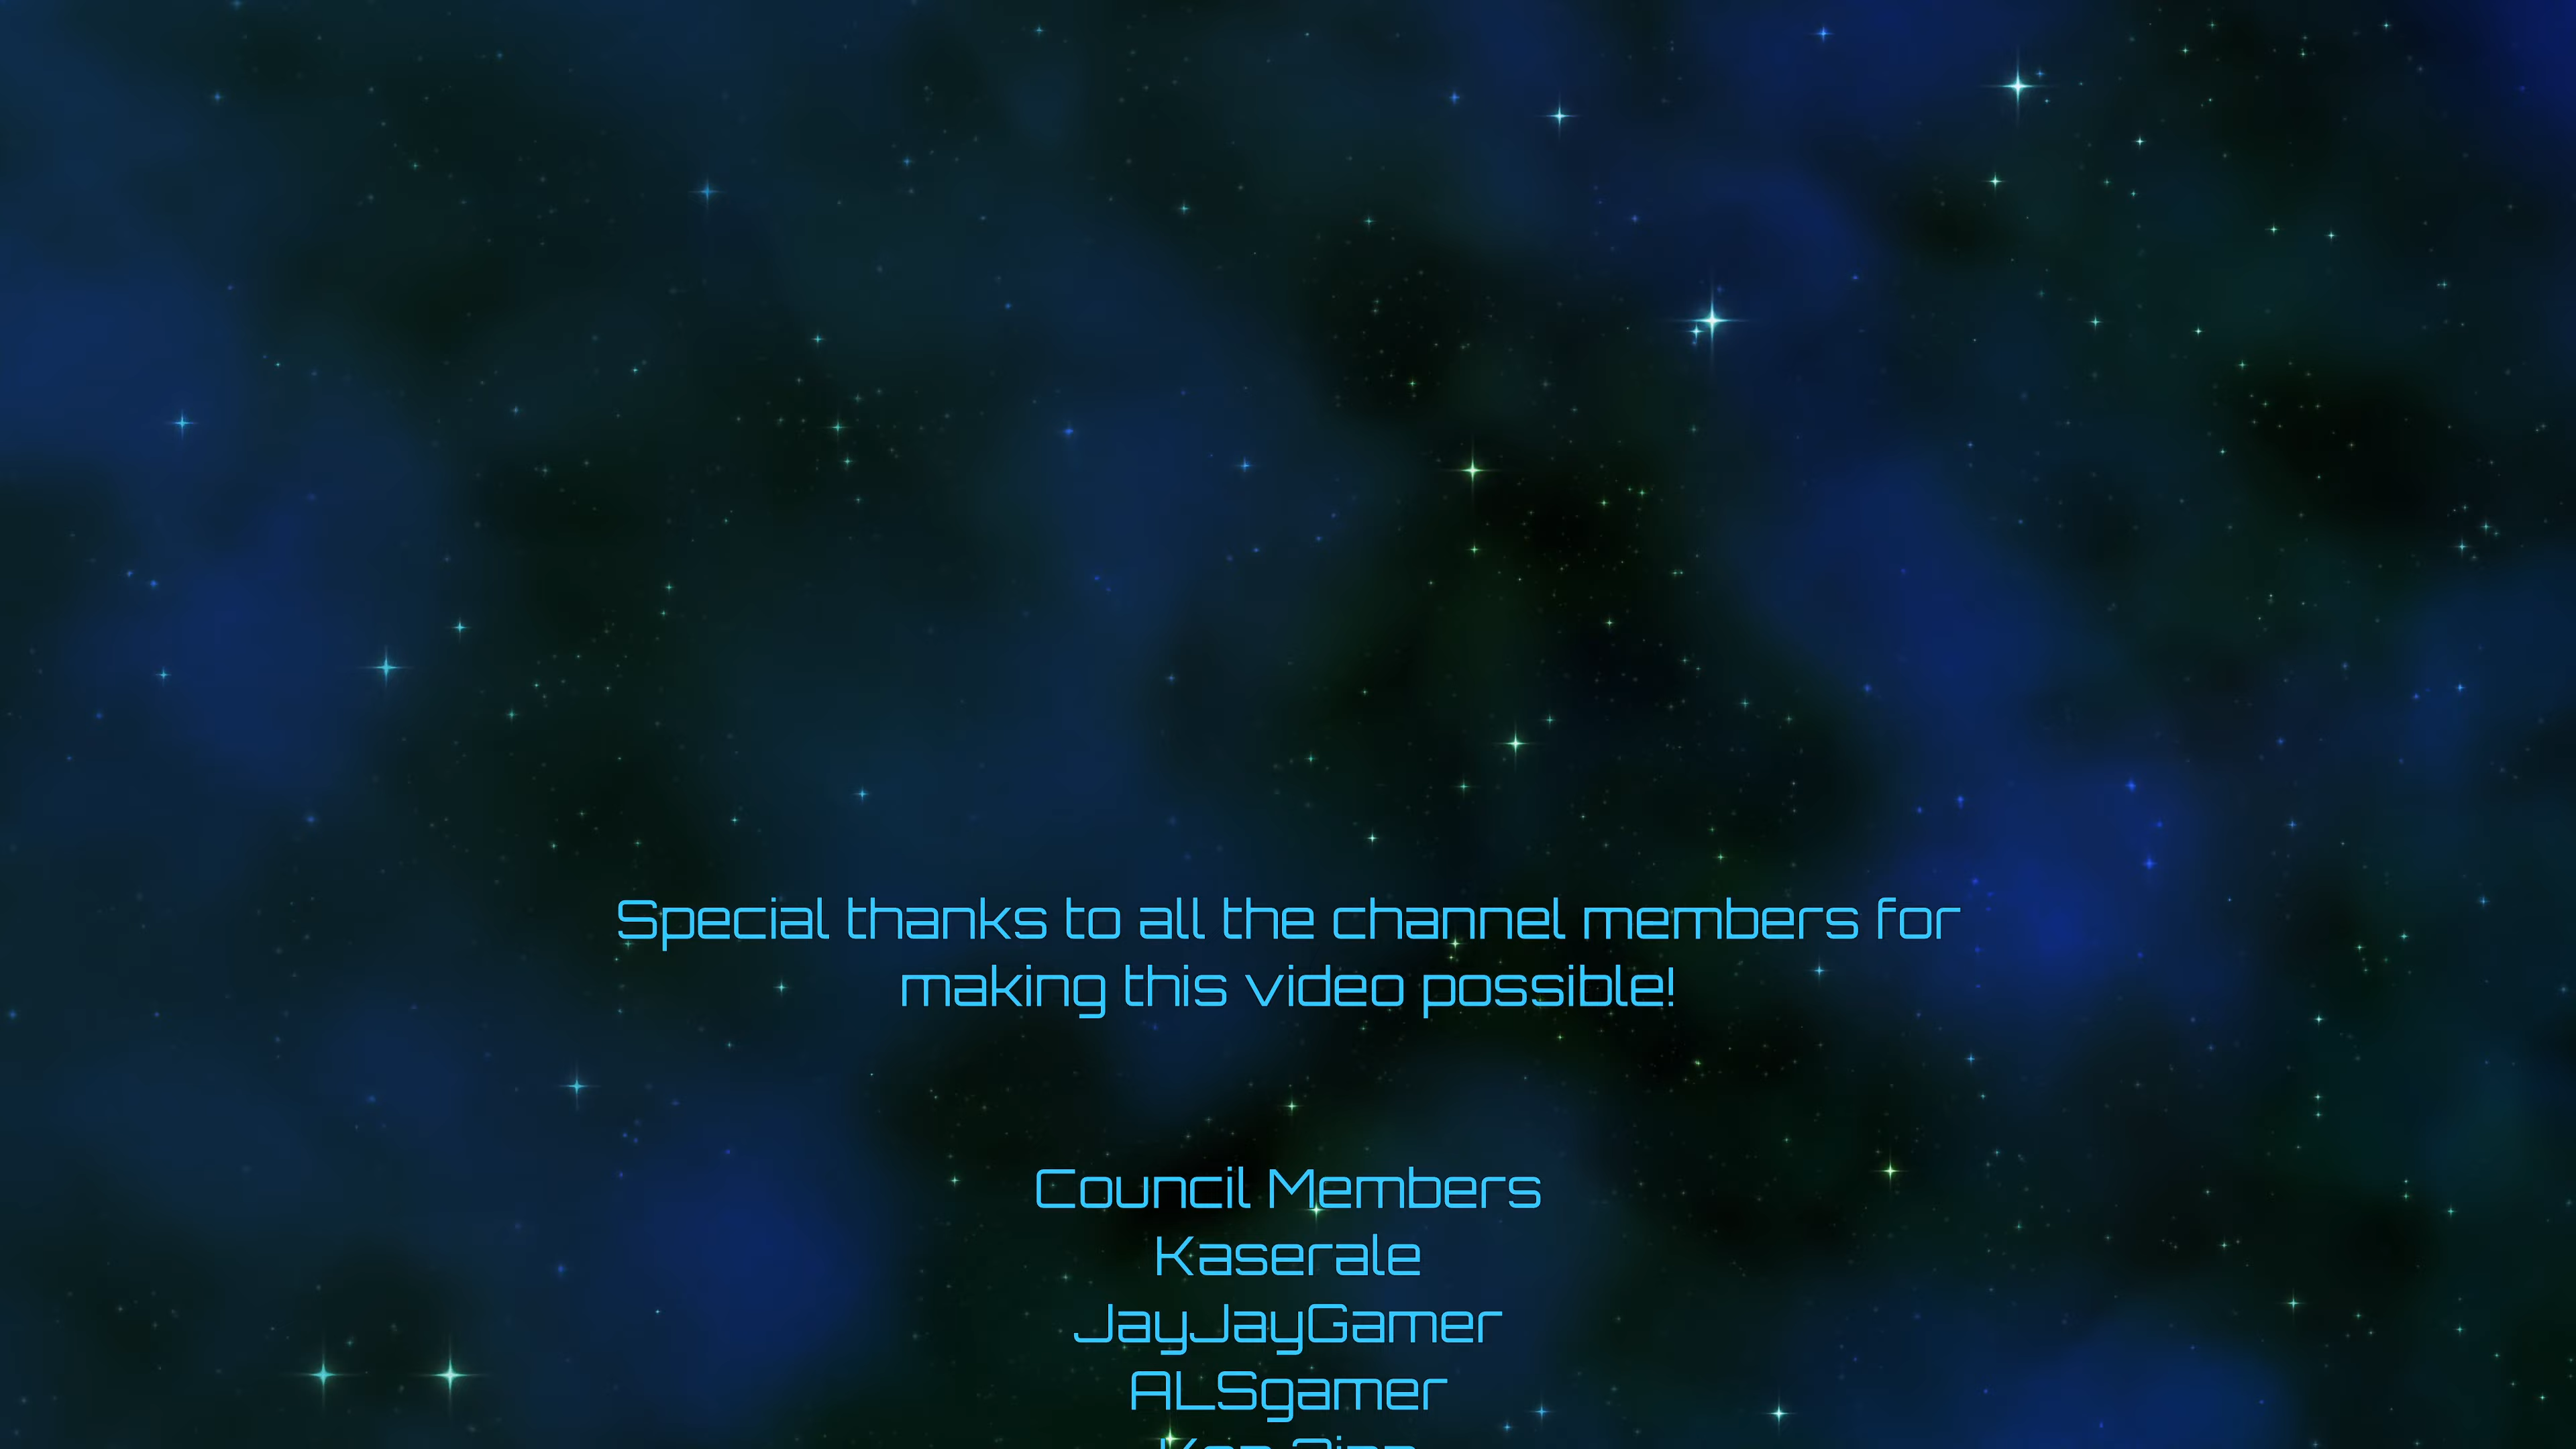 Special thanks to all the channel members for
making this video possible!
Council Members
Kaserale
JayJayGamer
ALSgamer